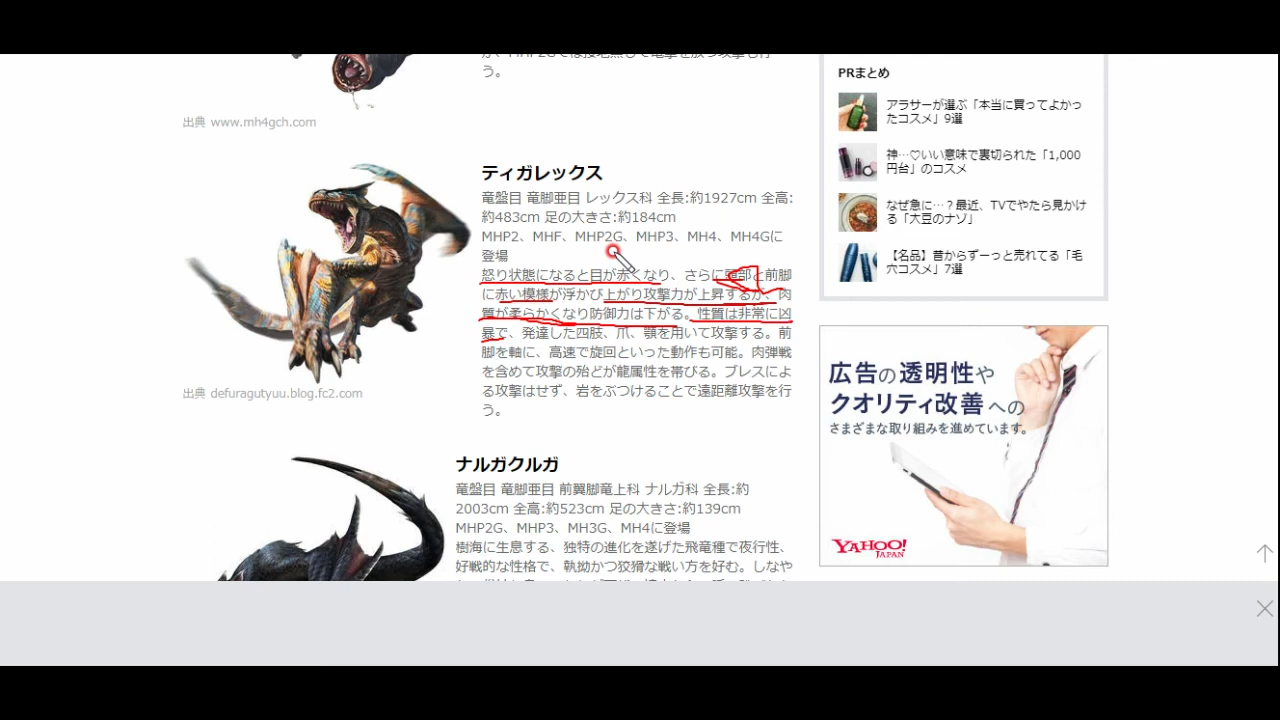 う。
出典 www.mh4gch.com
ティガレックス
竜盤目 竜脚亜目 レックス科 全長:約1927cm 全高:
約483cm 足の大きさ:約184cm
MHP2、MHF、MHP2G、MHP3、MH4、MH4Gに
登場
怒り状態になると目が赤くなり、さらに頭部と前脚
に赤い模様が浮かび上がり攻撃力が上昇するが、肉
質が柔らかくなり防御力は下がる。性質は非常に凶
暴で、発達した四肢、爪、顎を用いて攻撃する。前
脚を軸に、高速で旋回といった動作も可能。肉弾戦
を含めて攻撃の殆どが龍属性を帯びる。ブレスによ
る攻撃はせず、岩をぶつけることで遠距離攻撃を行
う。
出典 defuragutyuu.blog.fc2.com
ナルガクルガ
竜盤目 竜脚亜目 前翼脚竜上科 ナルガ科 全長:約
2003cm 全高:約523cm 足の大きさ:約139cm
MHP2G、MHP3、MH3G、MH4に登場
樹海に生息する、独特の進化を遂げた飛竜種で夜行性、
好戦的な性格で、執拗かつ狡猾な戦い方を好む。しなや
PRまとめ
アラサーが選ぶ「本当に買ってよかっ
たコスメ」9選
神…♡いい意味で裏切られた「1,000
円台」のコスメ
なぜ急に…？最近、TVでやたら見かけ
る「大豆のナゾ」
【名品】昔からずーっと売れてる「毛
穴コスメ」7選
広告の透明性や
クオリティ改善への
さまざまな取り組みを進めています。
YAHOO!
JAPAN